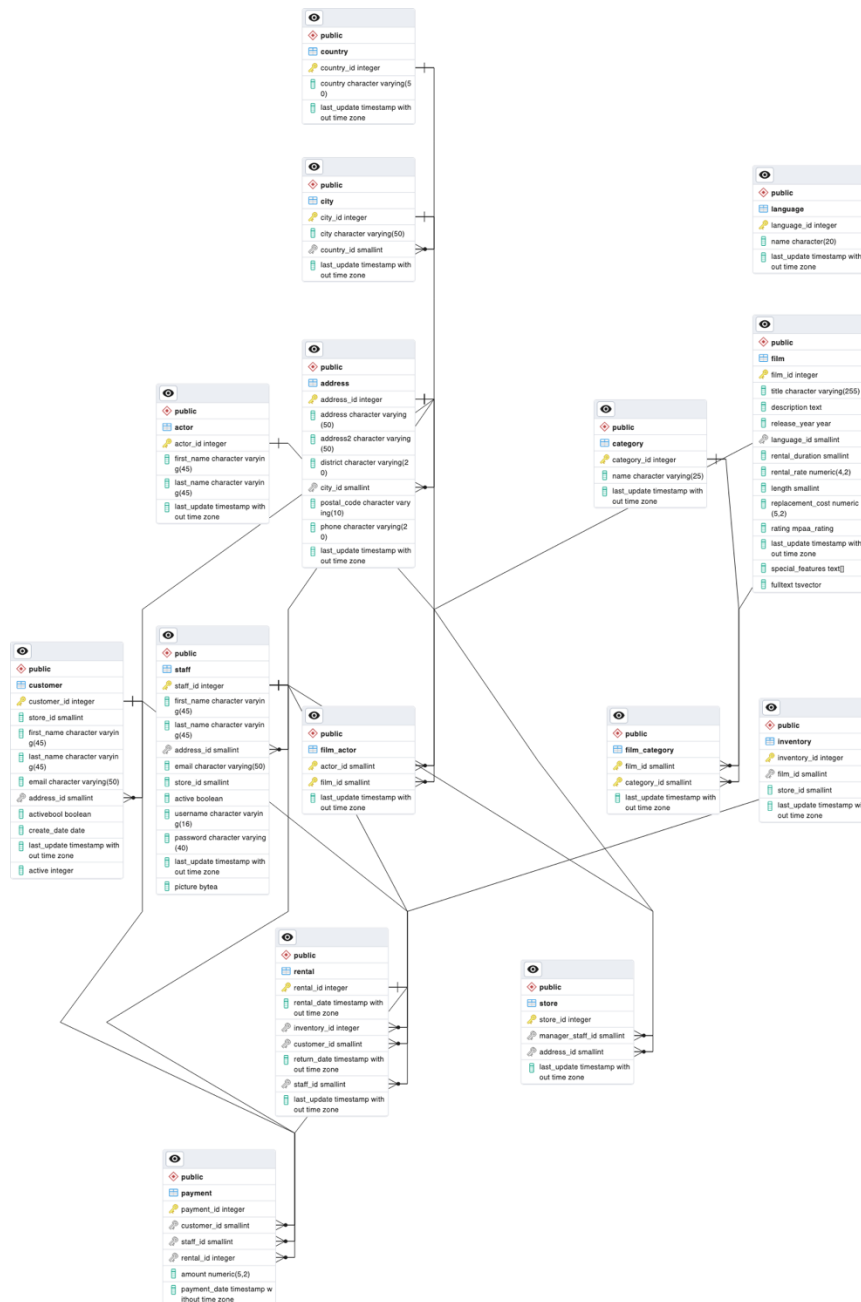 public
country
country_id integer
country character varying(5
0)
last_update timestamp with
out time zone
public
city
city_id integer
city character varying(50)
country_id smallint
last_update timestamp with
out time zone
public
language
language_id integer
name character(20)
last_update timestamp with
out time zone
public
address
address_id integer
address character varying
(50)
address2 character varying
(50)
district character varying(2
0)
city_id smallint
postal_code character vary
ing(10)
phone character varying(2
0)
last_update timestamp with
out time zone
public
film
film_id integer
title character varying(255)
description text
release_year year
language_id smallint
rental_duration smallint
rental_rate numeric(4,2)
length smallint
replacement_cost numeric
(5,2)
rating mpaa_rating
last_update timestamp with
out time zone
special_features text[]
fulltext tsvector
public
actor
actor_id integer
first_name character varyin
g(45)
last_name character varyin
g(45)
last_update timestamp with
out time zone
public
category
category_id integer
name character varying(25)
last_update timestamp with
out time zone
public
customer
customer_id integer
store_id smallint
first_name character varyin
g(45)
last_name character varyin
g(45)
email character varying(50)
address_id smallint
activebool boolean
create_date date
last_update timestamp with
out time zone
active integer
public
staff
staff_id integer
first_name character varyin
g(45)
last_name character varyin
g(45)
address_id smallint
email character varying(50)
store_id smallint
active boolean
username character varyin
g(16)
password character varying
(40)
last_update timestamp with
out time zone
picture bytea
public
film_actor
actor_id smallint
film_id smallint
last_update timestamp with
out time zone
public
film_category
film_id smallint
category_id smallint
last_update timestamp with
out time zone
public
inventory
inventory_id integer
film_id smallint
store_id smallint
last_update timestamp with
out time zone
public
rental
rental_id integer
rental_date timestamp with
out time zone
inventory_id integer
customer_id smallint
return_date timestamp with
out time zone
staff_id smallint
last_update timestamp with
out time zone
public
store
store_id integer
manager_staff_id smallint
address_id smallint
last_update timestamp with
out time zone
public
payment
payment_id integer
customer_id smallint
staff_id smallint
rental_id integer
amount numeric(5,2)
payment_date timestamp w
ithout time zone